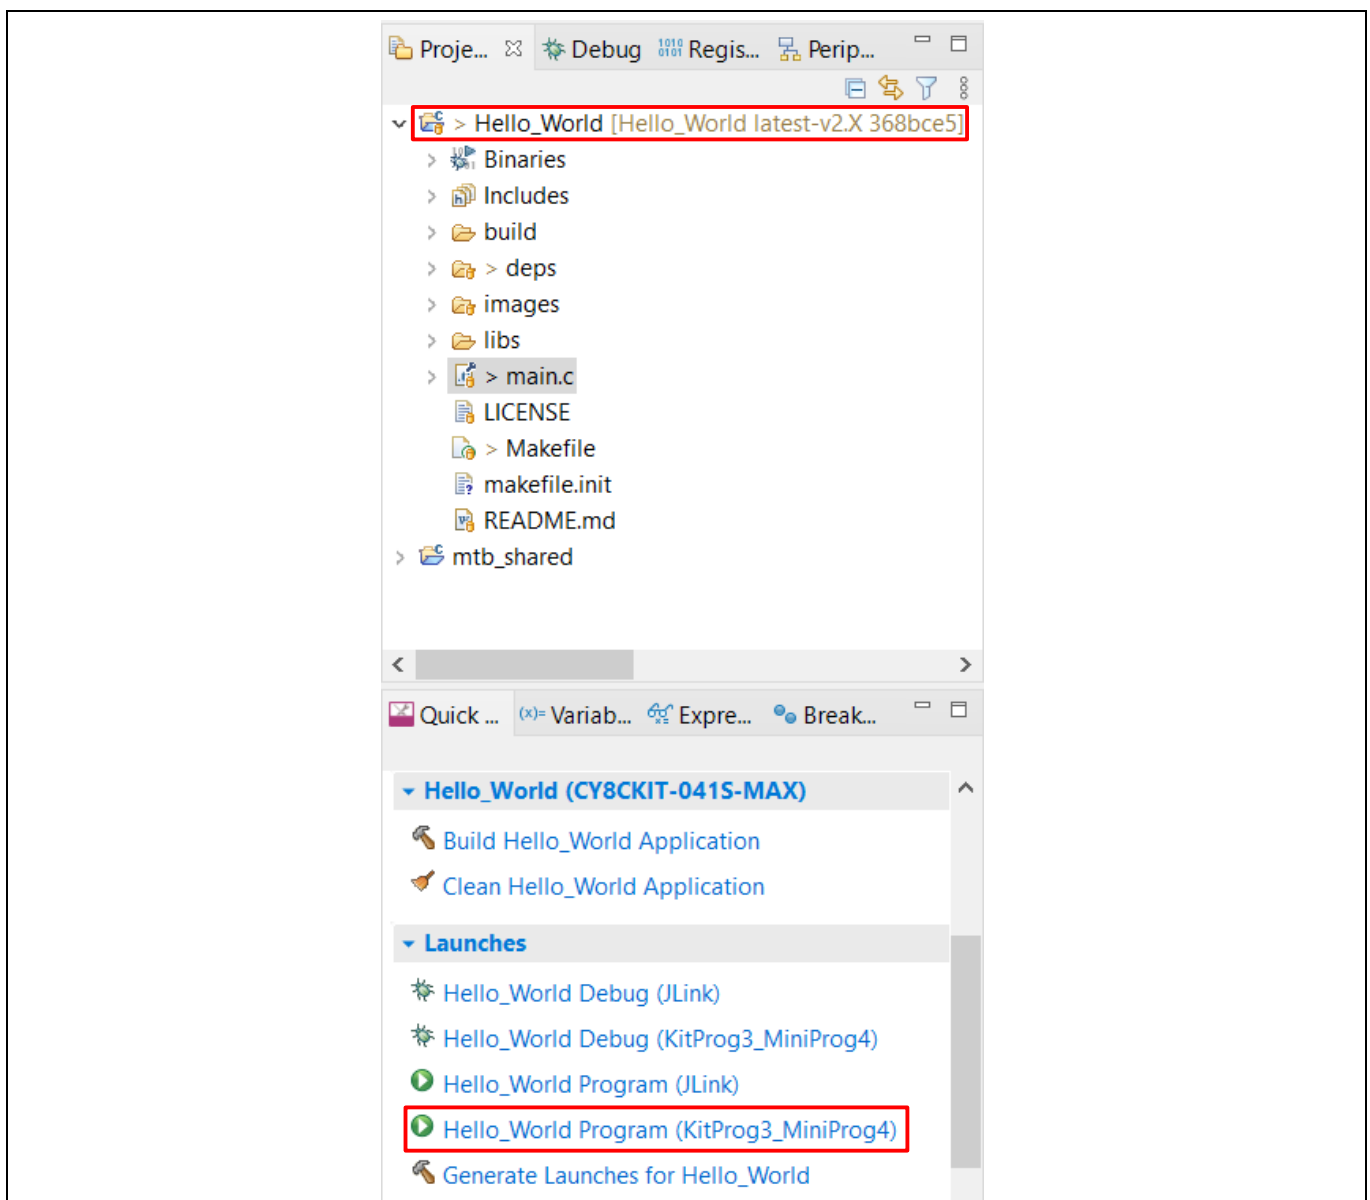 Proje... Debug Regis... Perip...
> Hello_World [Hello_World latest-v2.X 368bce5]
Binaries
Includes
build
> deps
images
libs
> main.c
LICENSE
> Makefile
makefile.init
README.md
mtb_shared
Quick ... (x)= Variab... Expre... Break...
Hello_World (CY8CKIT-041S-MAX)
Build Hello_World Application
Clean Hello_World Application
Launches
Hello_World Debug (JLink)
Hello_World Debug (KitProg3_MiniProg4)
Hello_World Program (JLink)
Hello_World Program (KitProg3_MiniProg4)
Generate Launches for Hello_World